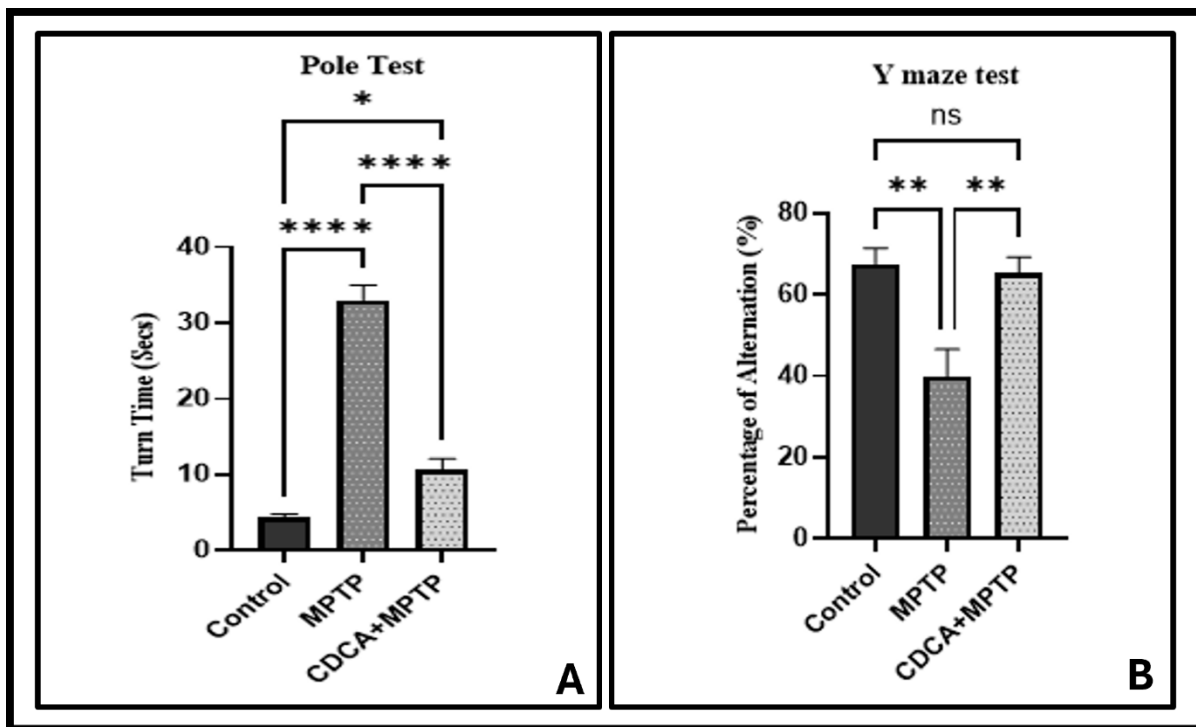 Pole Test
*
****
****
40
30
20
10
0
Turn Time (Secs)
Control
MPTP
CDCA+MPTP
A
Y maze test
ns
**
**
80
60
40
20
0
Percentage of Alternation (%)
Control
MPTP
CDCA+MPTP
B